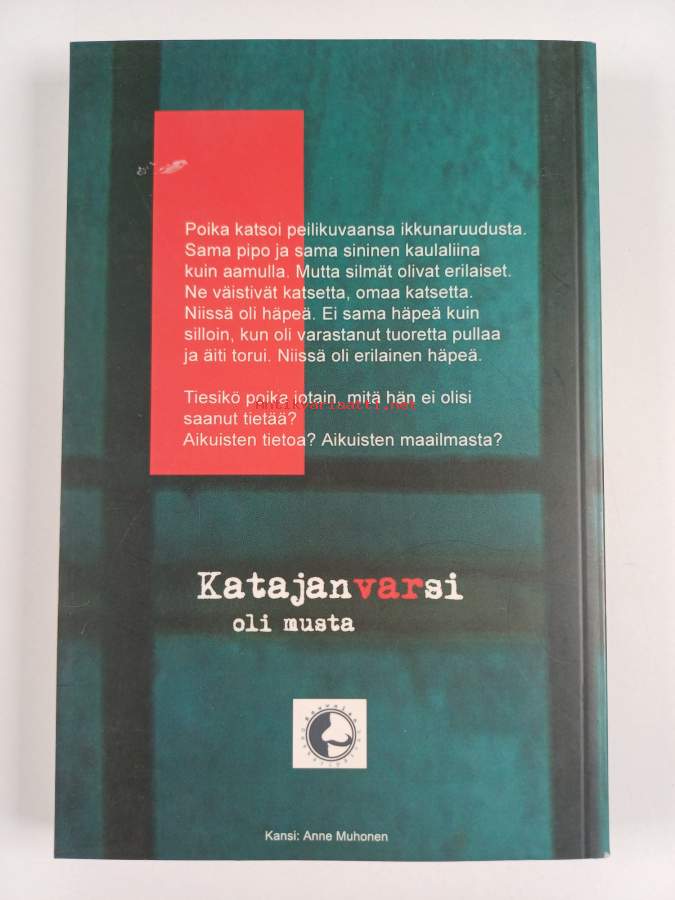 Poika katsoi peilikuvaansa ikkunaruudusta.
Sama pipo ja sama sininen kaulaliina
kuin aamulla. Mutta silmät olivat erilaiset.
Ne väistivät katsetta, omaa katsetta.
Niissä oli häpeä. Ei sama häpeä kuin
silloin, kun oli varastanut tuoretta pullaa
ja äiti torui. Niissä oli erilainen häpeä.
Tiesikö poika jotain, mitä hän ei olisi
Antikvariaatti.net
saanut tietää?
Aikuisten tietoa? Aikuisten maailmasta?
Katajanvarsi
oli musta
Kansi: Anne Muhonen